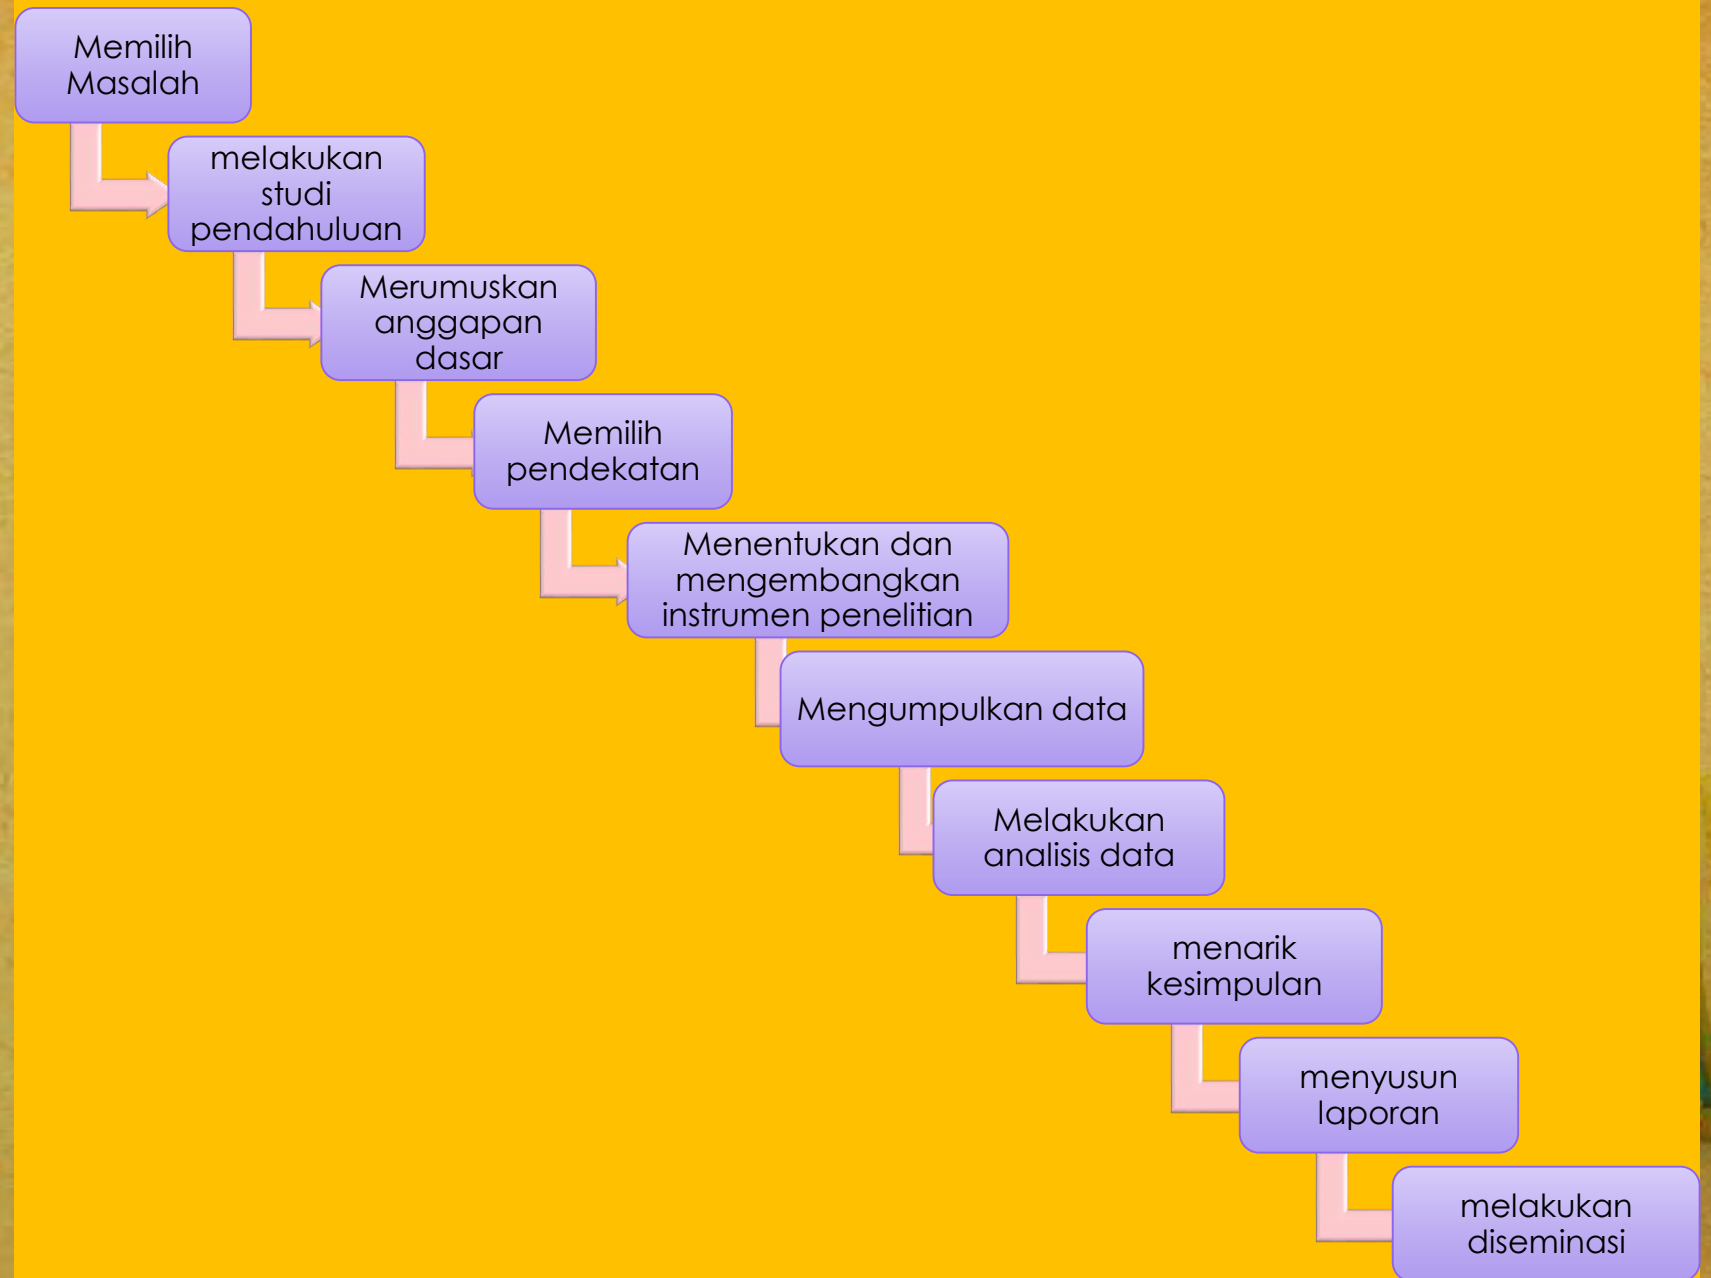 Memilih
Masalah
melakukan
studi
pendahuluan
Merumuskan
anggapan
dasar
Memilih
pendekatan
Menentukan dan
mengembangkan
instrumen penelitian
Mengumpulkan data
Melakukan
analisis data
menarik
kesimpulan
menyusun
laporan
melakukan
diseminasi